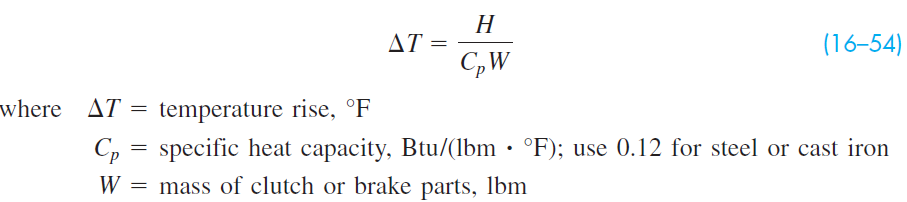 ΔT = H / (C_p W) (16–54)
where ΔT = temperature rise, °F
C_p = specific heat capacity, Btu/(lbm · °F); use 0.12 for steel or cast iron
W = mass of clutch or brake parts, lbm